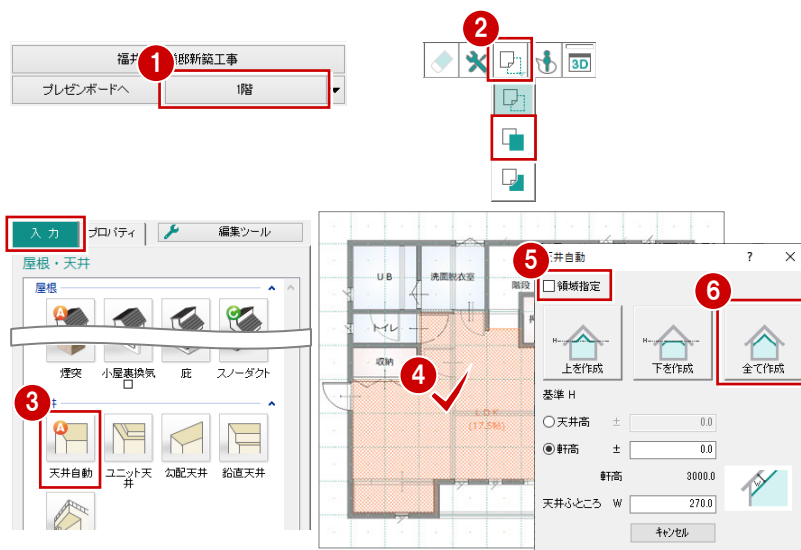 福井 邸新築工事
1
プレゼンボードへ 1階
2
3D
入力 プロパティ 編集ツール
屋根・天井
屋根
煙突 小屋裏換気口 庇 スノーダクト
3
A
天井自動 ユニット天井 勾配天井 鉛直天井
UB 洗面脱衣室 階段
トイレ
収納
4
LDK
(17.5帖)
5
天井自動 ? ×
領域指定
6
H
上を作成 下を作成 全て作成
基準 H
天井高 ± 0.0
軒高 ± 0.0
軒高 3000.0
天井ふところ W 270.0
W
キャンセル